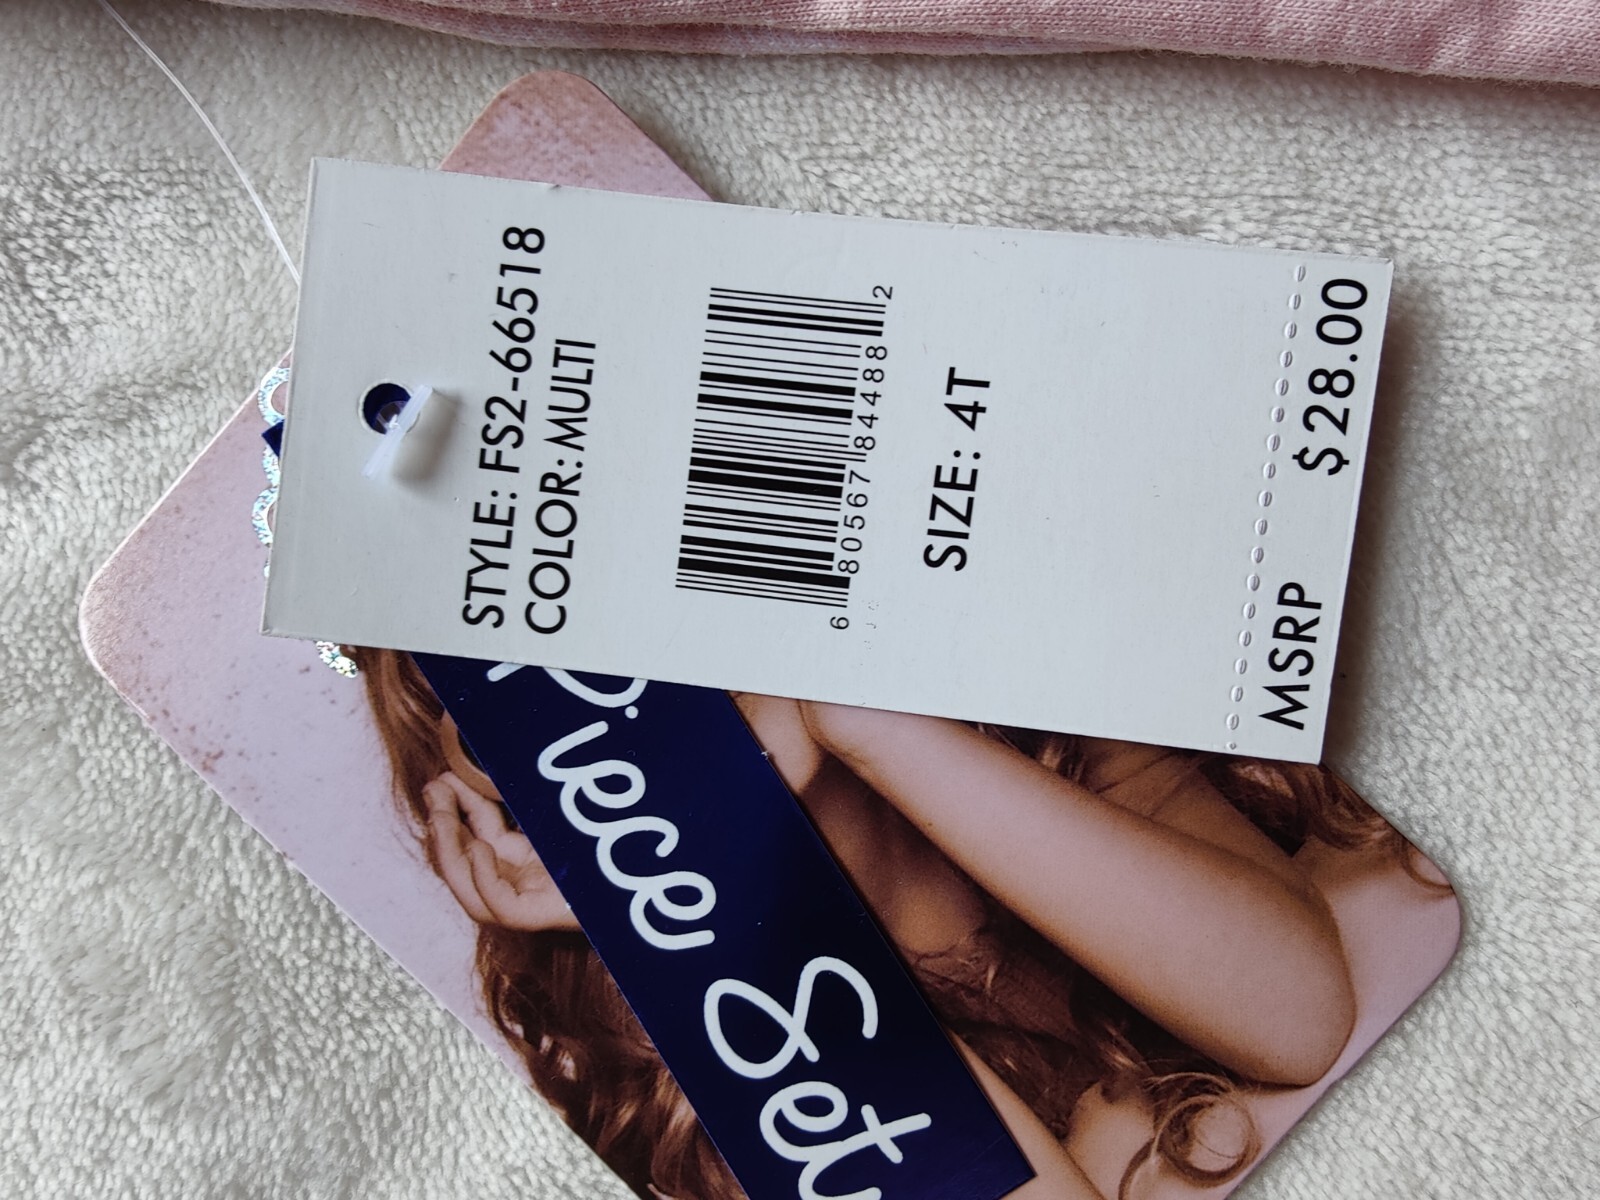 STYLE: FS2-66518
COLOR: MULTI
6 80567 84488 2
SIZE: 4T
MSRP $28.00
Piece Set